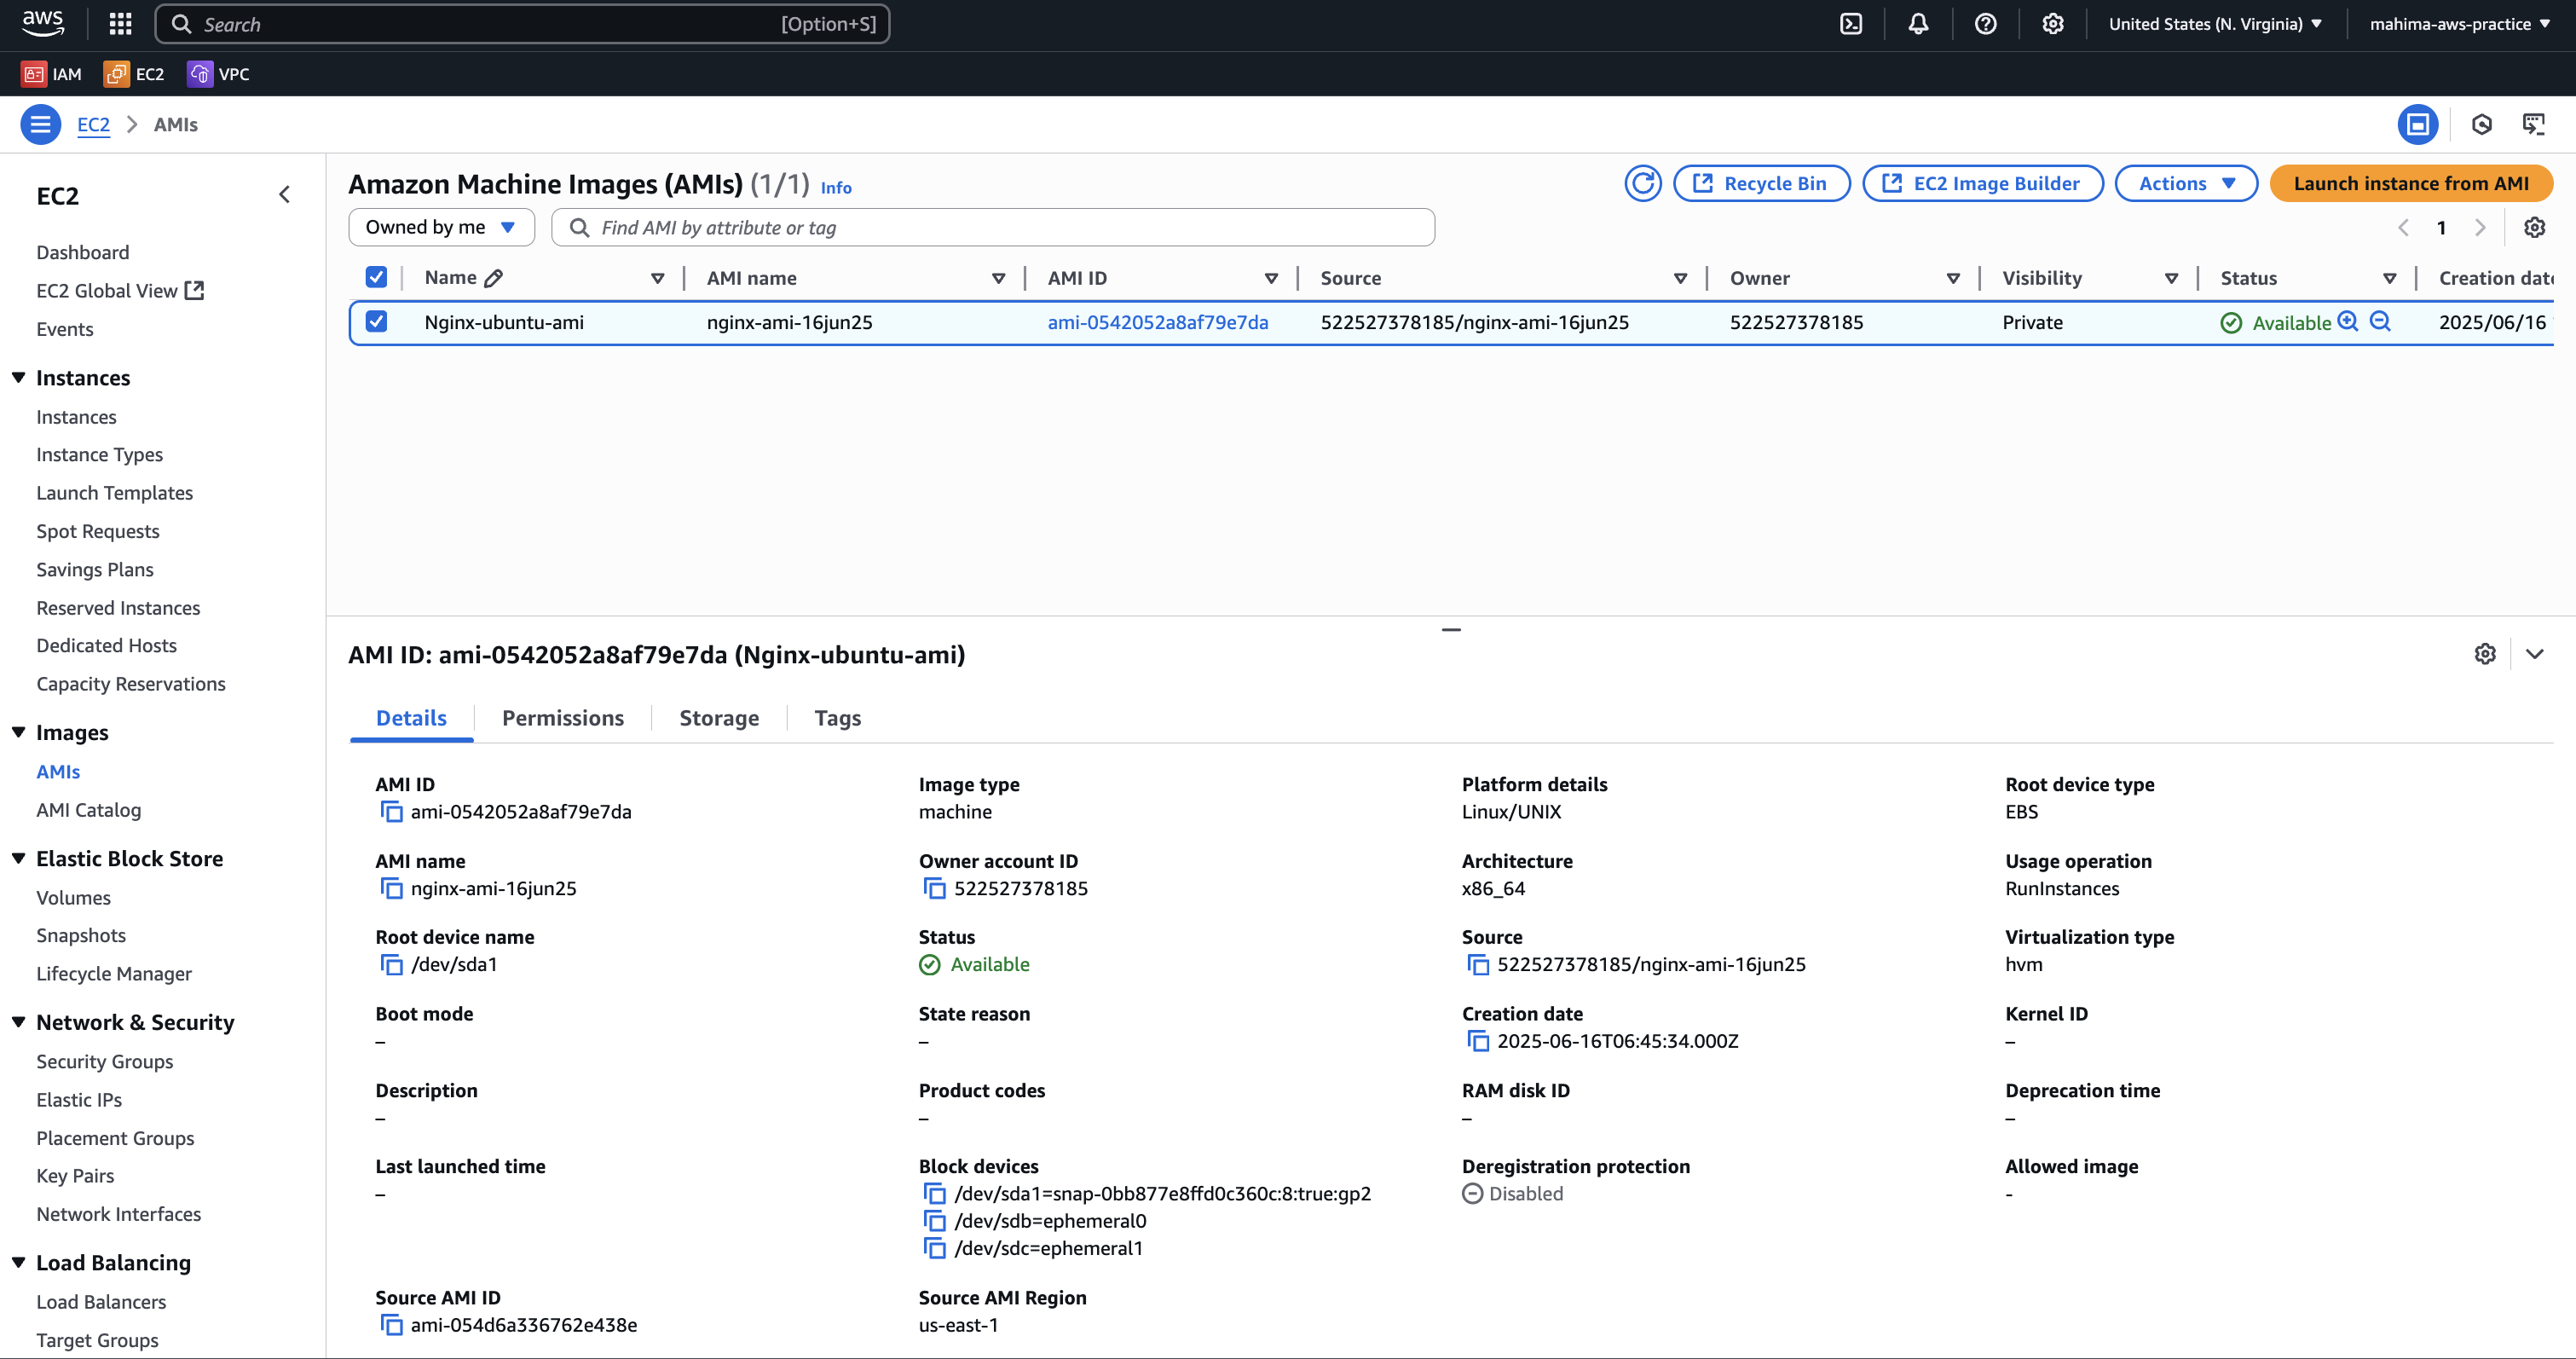 aws
Search
[Option+S]
United States (N. Virginia)
mahima-aws-practice
IAM
EC2
VPC
EC2
AMIs
EC2
Dashboard
EC2 Global View
Events
Instances
Instances
Instance Types
Launch Templates
Spot Requests
Savings Plans
Reserved Instances
Dedicated Hosts
Capacity Reservations
Images
AMIs
AMI Catalog
Elastic Block Store
Volumes
Snapshots
Lifecycle Manager
Network & Security
Security Groups
Elastic IPs
Placement Groups
Key Pairs
Network Interfaces
Load Balancing
Load Balancers
Target Groups
Amazon Machine Images (AMIs) (1/1) Info
Recycle Bin
EC2 Image Builder
Actions
Launch instance from AMI
Owned by me
Find AMI by attribute or tag
1
Name
AMI name
AMI ID
Source
Owner
Visibility
Status
Creation date
Nginx-ubuntu-ami
nginx-ami-16jun25
ami-0542052a8af79e7da
522527378185/nginx-ami-16jun25
522527378185
Private
Available
2025/06/16
AMI ID: ami-0542052a8af79e7da (Nginx-ubuntu-ami)
Details
Permissions
Storage
Tags
AMI ID
ami-0542052a8af79e7da
Image type
machine
Platform details
Linux/UNIX
Root device type
EBS
AMI name
nginx-ami-16jun25
Owner account ID
522527378185
Architecture
x86_64
Usage operation
RunInstances
Root device name
/dev/sda1
Status
Available
Source
522527378185/nginx-ami-16jun25
Virtualization type
hvm
Boot mode
–
State reason
–
Creation date
2025-06-16T06:45:34.000Z
Kernel ID
–
Description
–
Product codes
–
RAM disk ID
–
Deprecation time
–
Last launched time
–
Block devices
/dev/sda1=snap-0bb877e8ffd0c360c:8:true:gp2
/dev/sdb=ephemeral0
/dev/sdc=ephemeral1
Deregistration protection
Disabled
Allowed image
-
Source AMI ID
ami-054d6a336762e438e
Source AMI Region
us-east-1